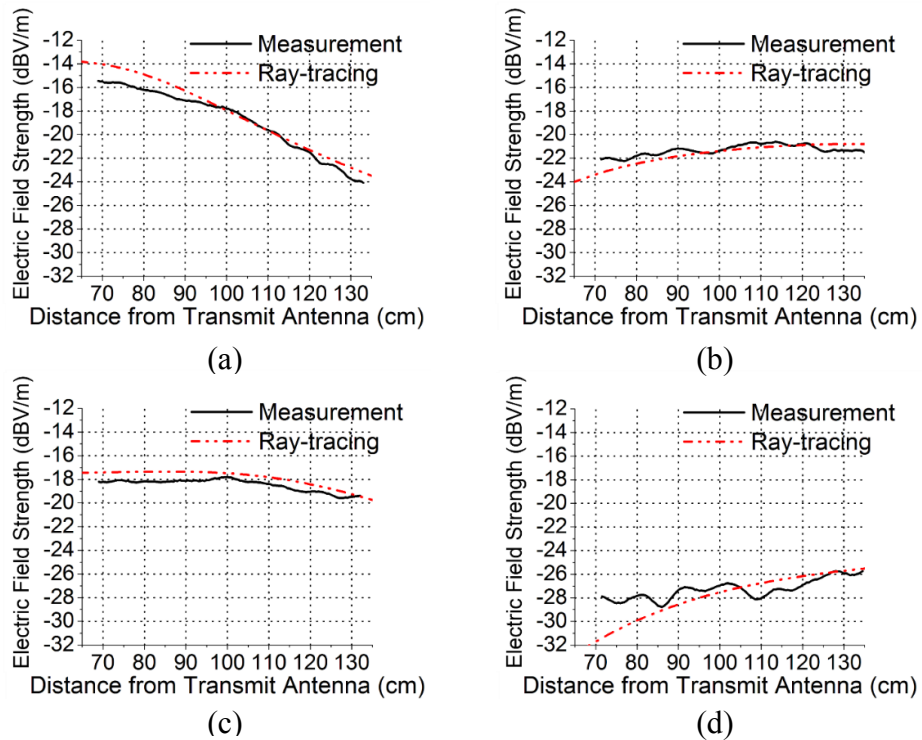 Electric Field Strength (dBV/m)
-12
-14
-16
-18
-20
-22
-24
-26
-28
-30
-32
Measurement
Ray-tracing
70 80 90 100 110 120 130
Distance from Transmit Antenna (cm)
(a)
Electric Field Strength (dBV/m)
-12
-14
-16
-18
-20
-22
-24
-26
-28
-30
-32
Measurement
Ray-tracing
70 80 90 100 110 120 130
Distance from Transmit Antenna (cm)
(b)
Electric Field Strength (dBV/m)
-12
-14
-16
-18
-20
-22
-24
-26
-28
-30
-32
Measurement
Ray-tracing
70 80 90 100 110 120 130
Distance from Transmit Antenna (cm)
(c)
Electric Field Strength (dBV/m)
-12
-14
-16
-18
-20
-22
-24
-26
-28
-30
-32
Measurement
Ray-tracing
70 80 90 100 110 120 130
Distance from Transmit Antenna (cm)
(d)